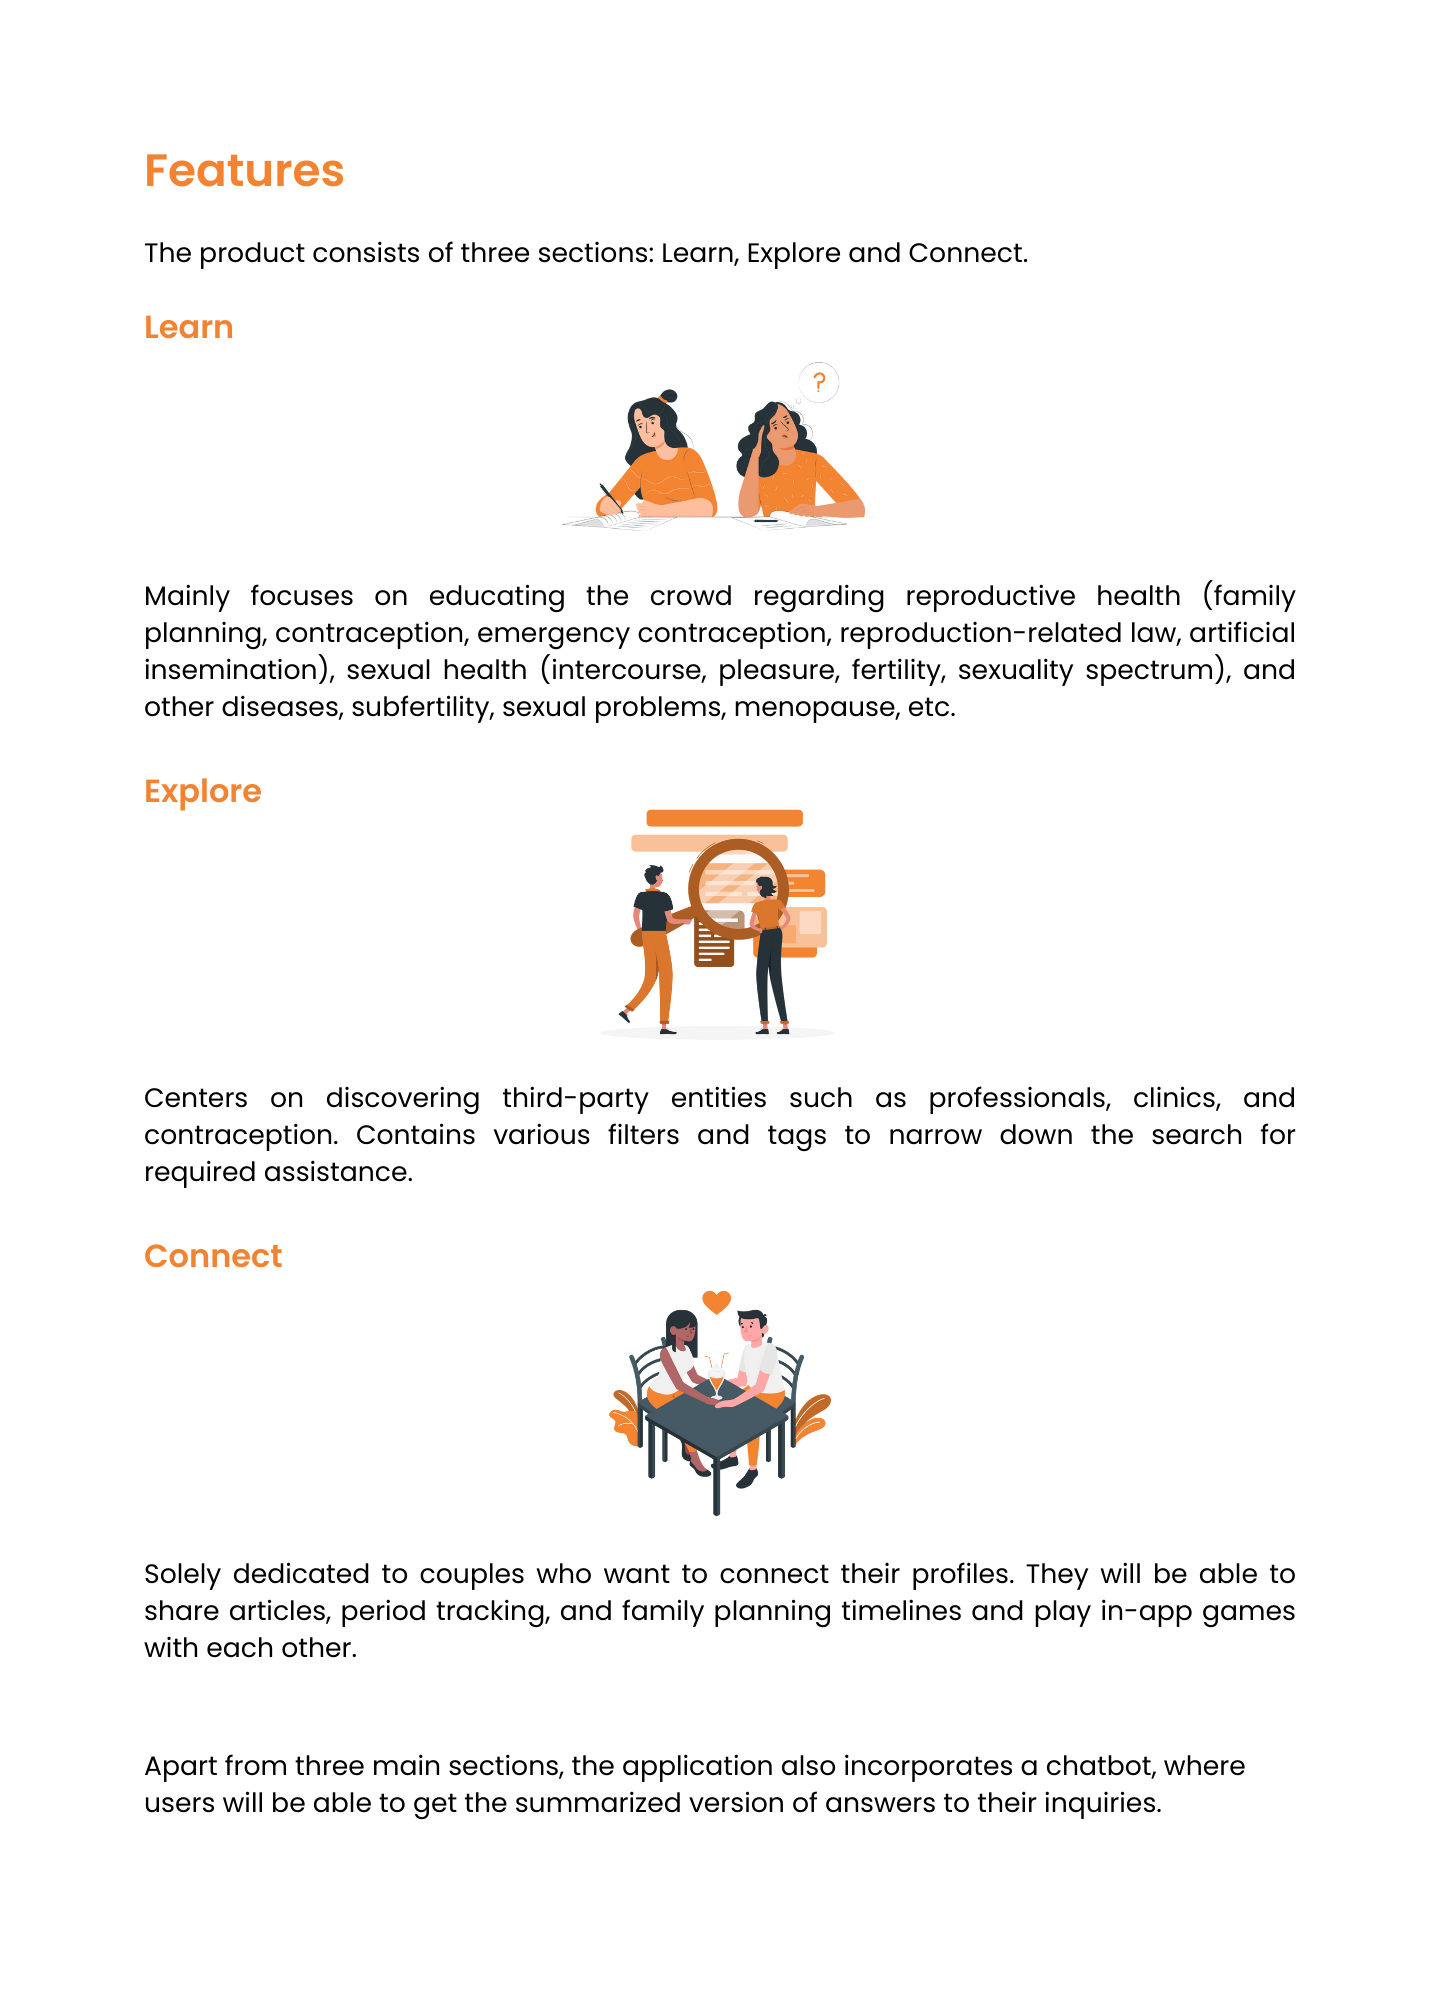 Features
The product consists of three sections: Learn, Explore and Connect.
Learn
?
Mainly focuses on educating the crowd regarding reproductive health (family
planning, contraception, emergency contraception, reproduction-related law, artificial
insemination), sexual health (intercourse, pleasure, fertility, sexuality spectrum), and
other diseases, subfertility, sexual problems, menopause, etc.
Explore
Centers on discovering third-party entities such as professionals, clinics, and
contraception. Contains various filters and tags to narrow down the search for
required assistance.
Connect
Solely dedicated to couples who want to connect their profiles. They will be able to
share articles, period tracking, and family planning timelines and play in-app games
with each other.
Apart from three main sections, the application also incorporates a chatbot, where
users will be able to get the summarized version of answers to their inquiries.